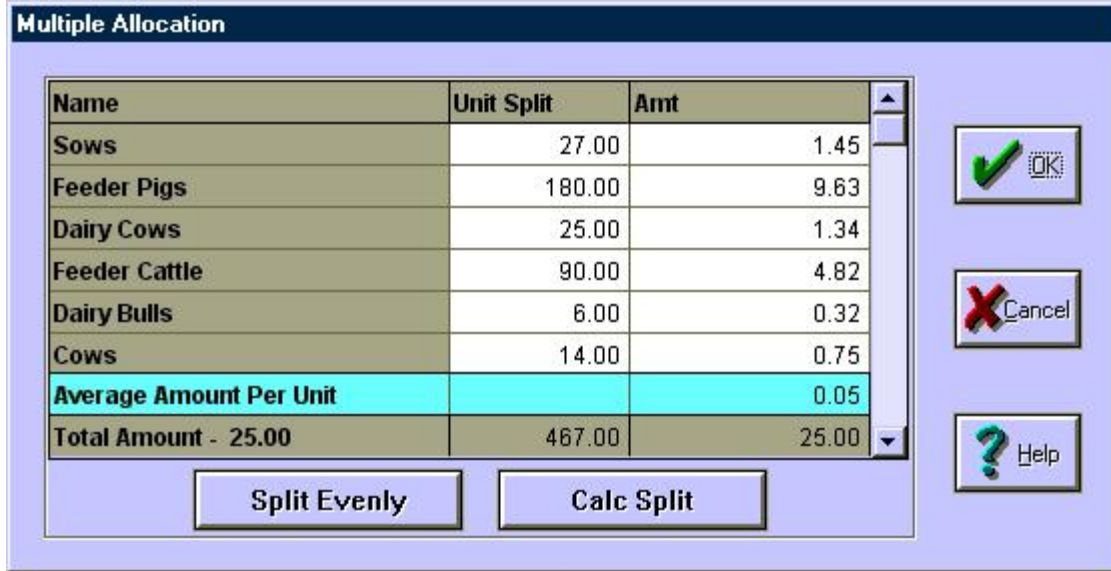 Multiple Allocation
Name Unit Split Amt
Sows 27.00 1.45
Feeder Pigs 180.00 9.63
Dairy Cows 25.00 1.34
Feeder Cattle 90.00 4.82
Dairy Bulls 6.00 0.32
Cows 14.00 0.75
Average Amount Per Unit 0.05
Total Amount - 25.00 467.00 25.00
Split Evenly Calc Split
OK
Cancel
Help